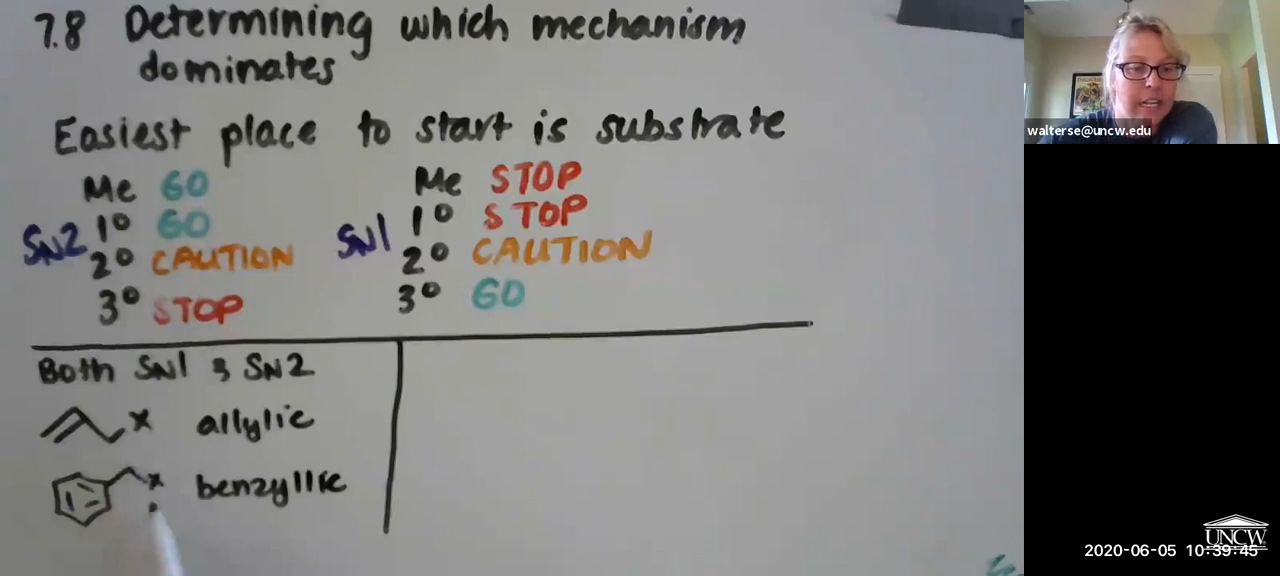 7.8 Determining which mechanism
dominates
Easiest place to start is substrate
SN2
Me GO
1° GO
2° CAUTION
3° STOP
SN1
Me STOP
1° STOP
2° CAUTION
3° GO
Both SN1 & SN2
x allylic
x benzyllic
walterse@uncw.edu
UNCW
2020-06-05 10:39:45